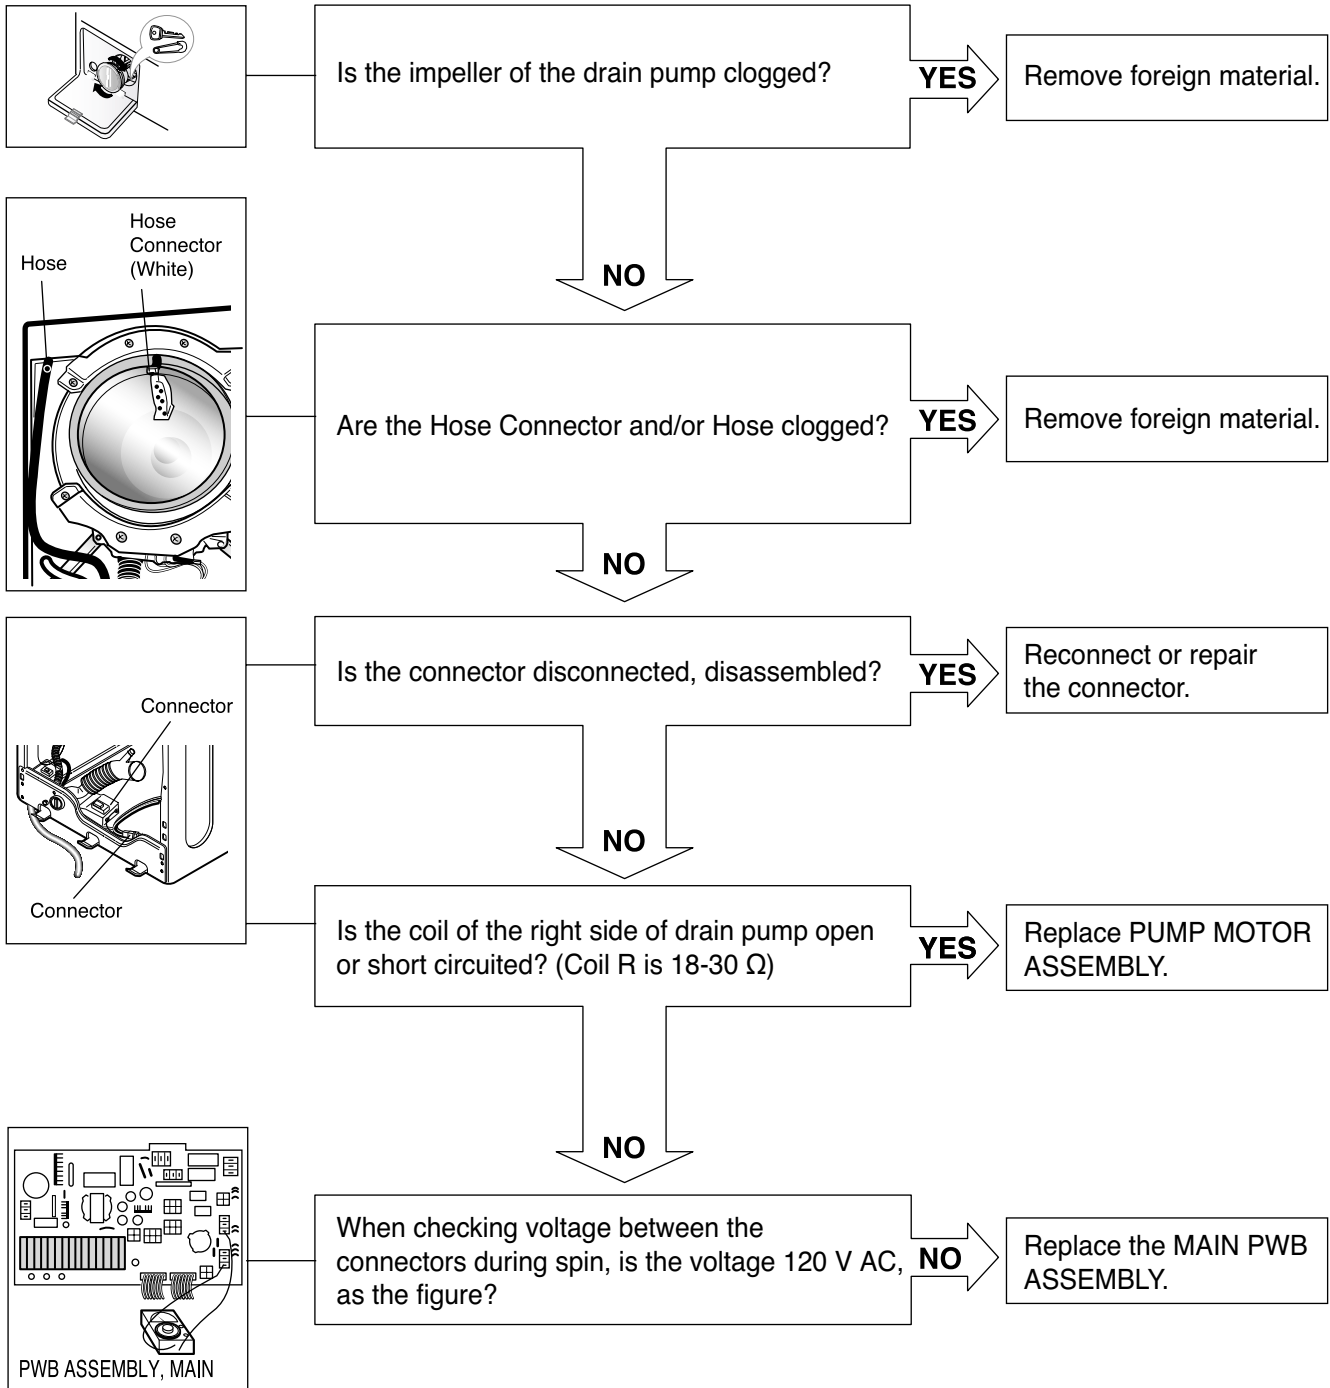 Is the impeller of the drain pump clogged?
YES
Remove foreign material.
NO
Hose
Hose
Connector
(White)
Are the Hose Connector and/or Hose clogged?
YES
Remove foreign material.
NO
Connector
Connector
Is the connector disconnected, disassembled?
YES
Reconnect or repair
the connector.
NO
Is the coil of the right side of drain pump open
or short circuited? (Coil R is 18-30 Ω)
YES
Replace PUMP MOTOR
ASSEMBLY.
NO
PWB ASSEMBLY, MAIN
When checking voltage between the
connectors during spin, is the voltage 120 V AC,
as the figure?
NO
Replace the MAIN PWB
ASSEMBLY.